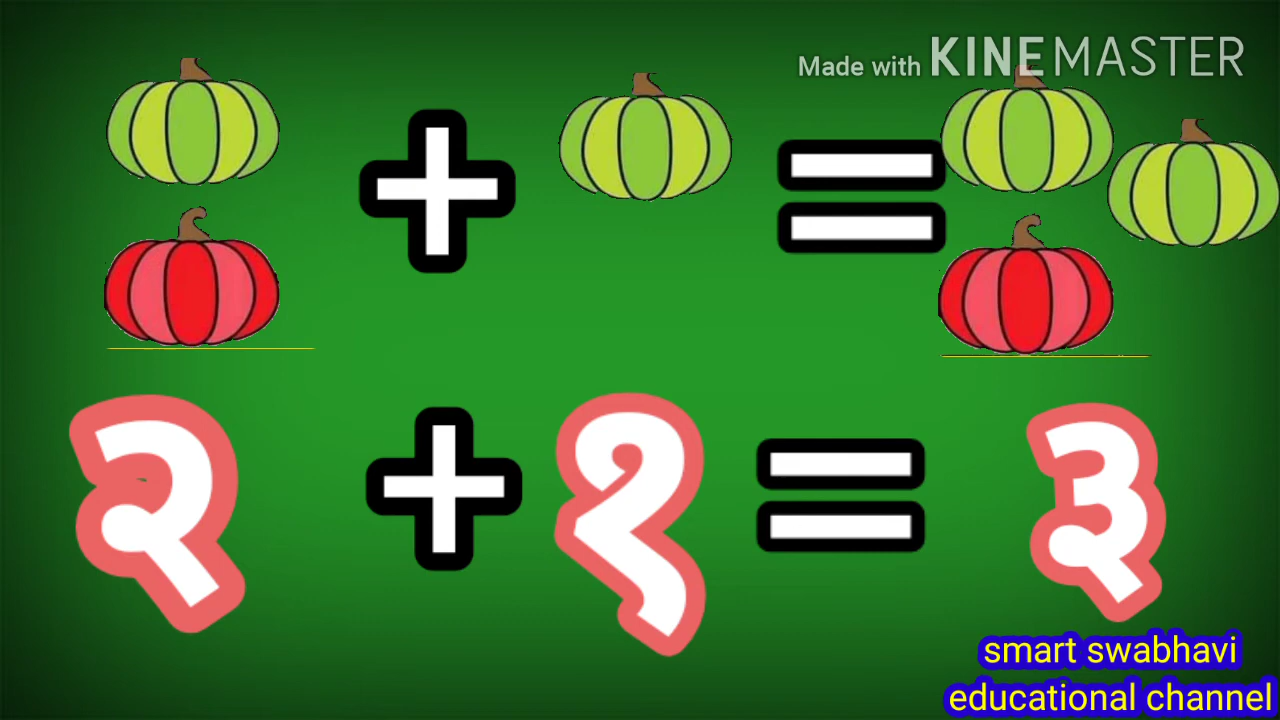 Made with KINEMASTER
+ =
२ + १ = ३
smart swabhavi
educational channel